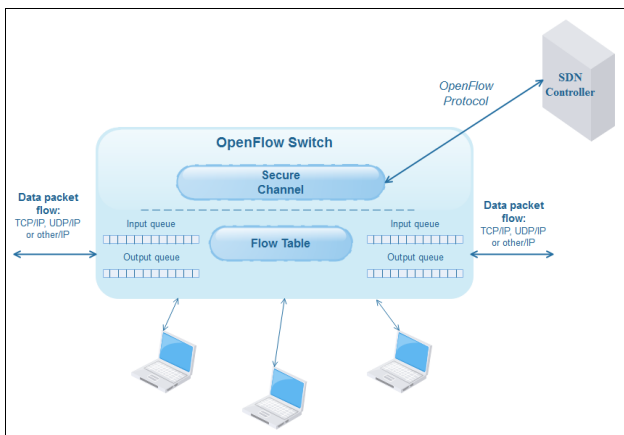 SDN
Controller
OpenFlow
Protocol
OpenFlow Switch
Secure
Channel
Data packet
flow:
TCP/IP, UDP/IP
or other/IP
Input queue
Output queue
Flow Table
Input queue
Output queue
Data packet
flow:
TCP/IP, UDP/IP
or other/IP